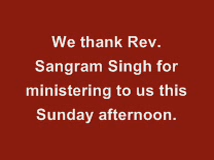 We thank Rev.
Sangram Singh for
ministering to us this
Sunday afternoon.